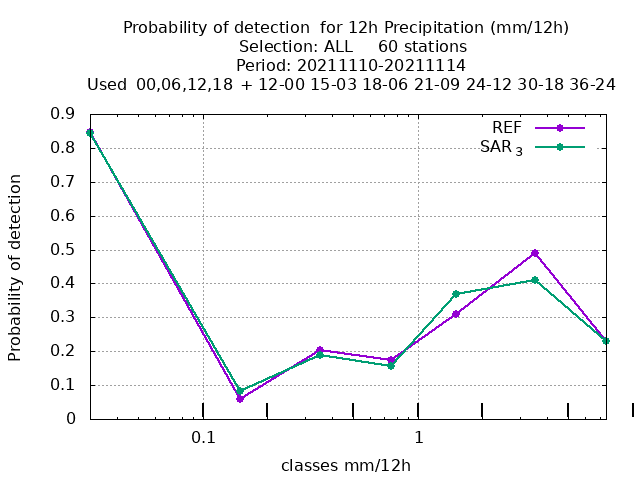 Probability of detection  for 12h Precipitation (mm/12h)
Selection: ALL     60 stations
Period: 20211110-20211114
Used  00,06,12,18  + 12-00 15-03 18-06 21-09 24-12 30-18 36-24
REF
SAR 3
0.9
0.8
0.7
0.6
0.5
0.4
0.3
0.2
0.1
0
Probability of detection
0.1
1
classes mm/12h